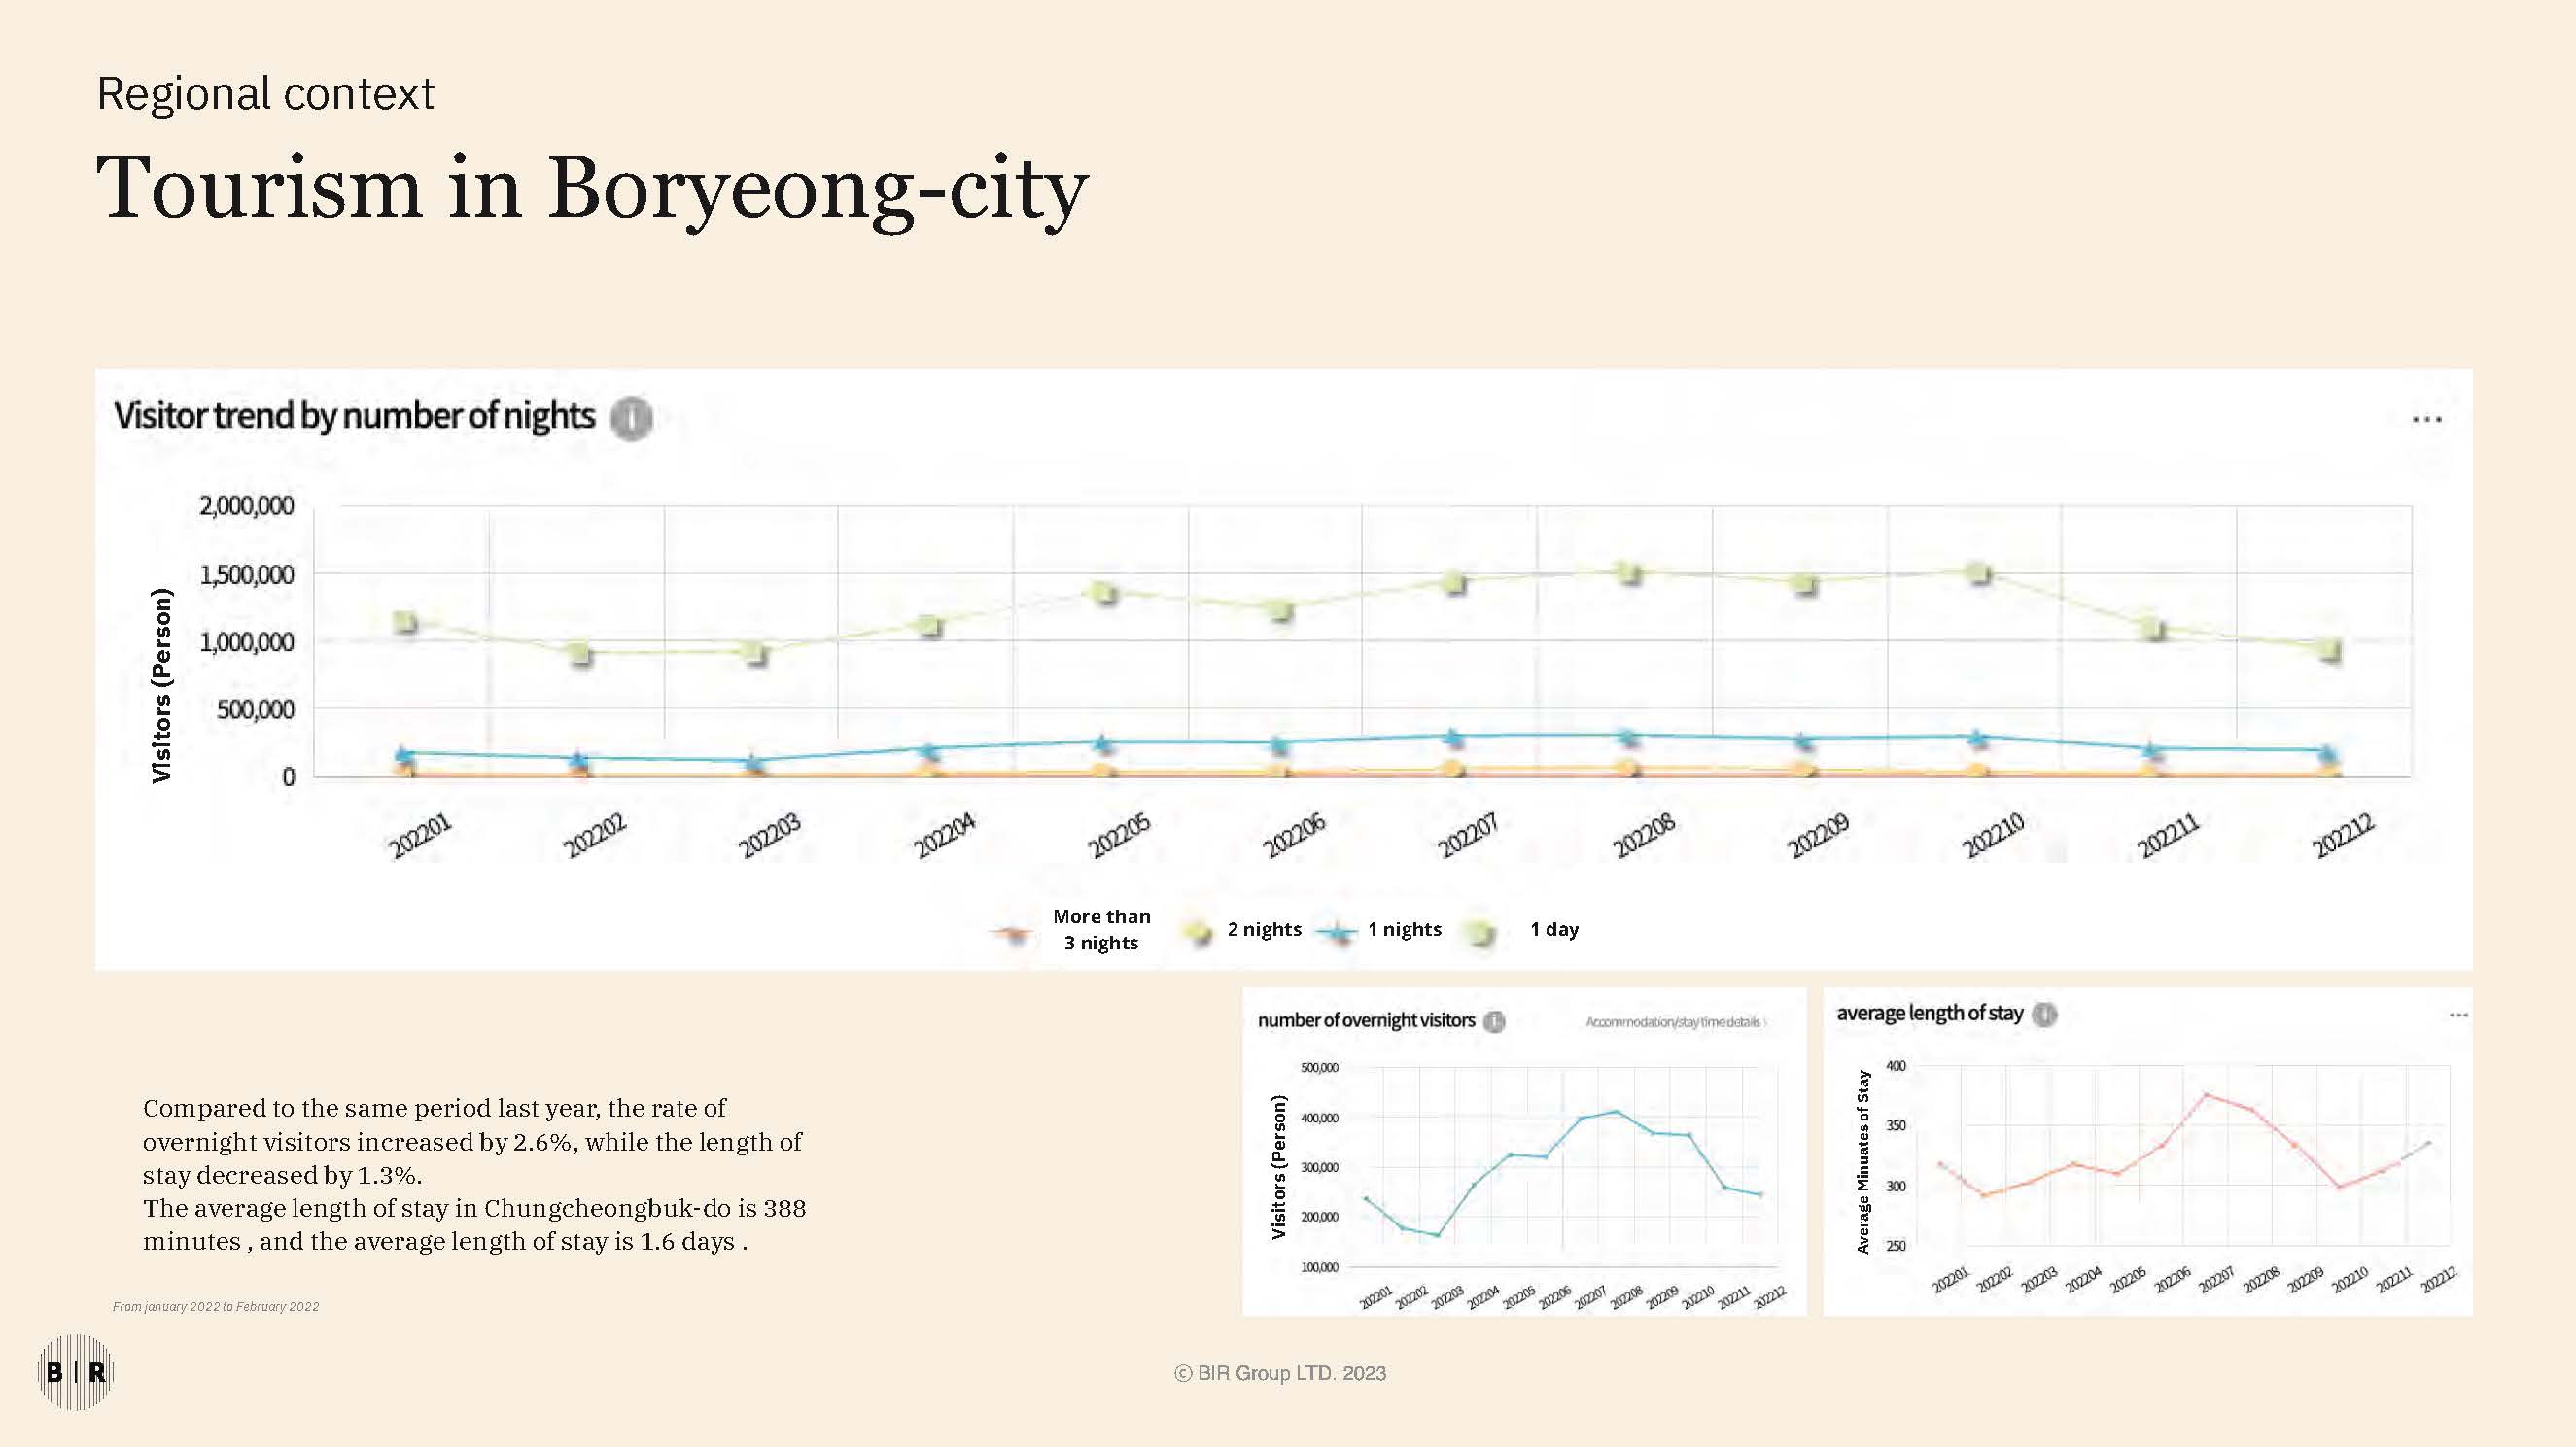 Regional context
Tourism in Boryeong-city
Visitor trend by number of nights
Visitors (Person)
2,000,000
1,500,000
1,000,000
500,000
0
202201 202202 202203 202204 202205 202206 202207 202208 202209 202210 202211 202212
More than
3 nights
2 nights
1 nights
1 day
Compared to the same period last year, the rate of
overnight visitors increased by 2.6%, while the length of
stay decreased by 1.3%.
The average length of stay in Chungcheongbuk-do is 388
minutes , and the average length of stay is 1.6 days .
From january 2022 to February 2022
number of overnight visitors
Accommodation/stay time details
Visitors (Person)
500,000
400,000
300,000
200,000
100,000
202201 202202 202203 202204 202205 202206 202207 202208 202209 202210 202211 202212
average length of stay
Average Minuates of Stay
400
350
300
250
202201 202202 202203 202204 202205 202206 202207 202208 202209 202210 202211 202212
B | R
© BIR Group LTD. 2023